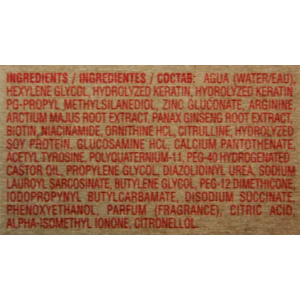 INGREDIENTS / INGREDIENTES / СОСТАВ: AQUA (WATER/EAU),
HEXYLENE GLYCOL, HYDROLYZED KERATIN, HYDROLYZED KERATIN
PG-PROPYL METHYLSILANEDIOL, ZINC GLUCONATE, ARGININE
ARCTIUM MAJUS ROOT EXTRACT, PANAX GINSENG ROOT EXTRACT,
BIOTIN, NIACINAMIDE, ORNITHINE HCL, CITRULLINE, HYDROLYZED
SOY PROTEIN, GLUCOSAMINE HCL, CALCIUM PANTOTHENATE,
ACETYL TYROSINE, POLYQUATERNIUM-11, PEG-40 HYDROGENATED
CASTOR OIL, PROPYLENE GLYCOL, DIAZOLIDINYL UREA, SODIUM
LAUROYL SARCOSINATE, BUTYLENE GLYCOL, PEG-12 DIMETHICONE,
IODOPROPYNYL BUTYLCARBAMATE, DISODIUM SUCCINATE,
PHENOXYETHANOL, PARFUM (FRAGRANCE), CITRIC ACID,
ALPHA-ISOMETHYL IONONE, CITRONELLOL.